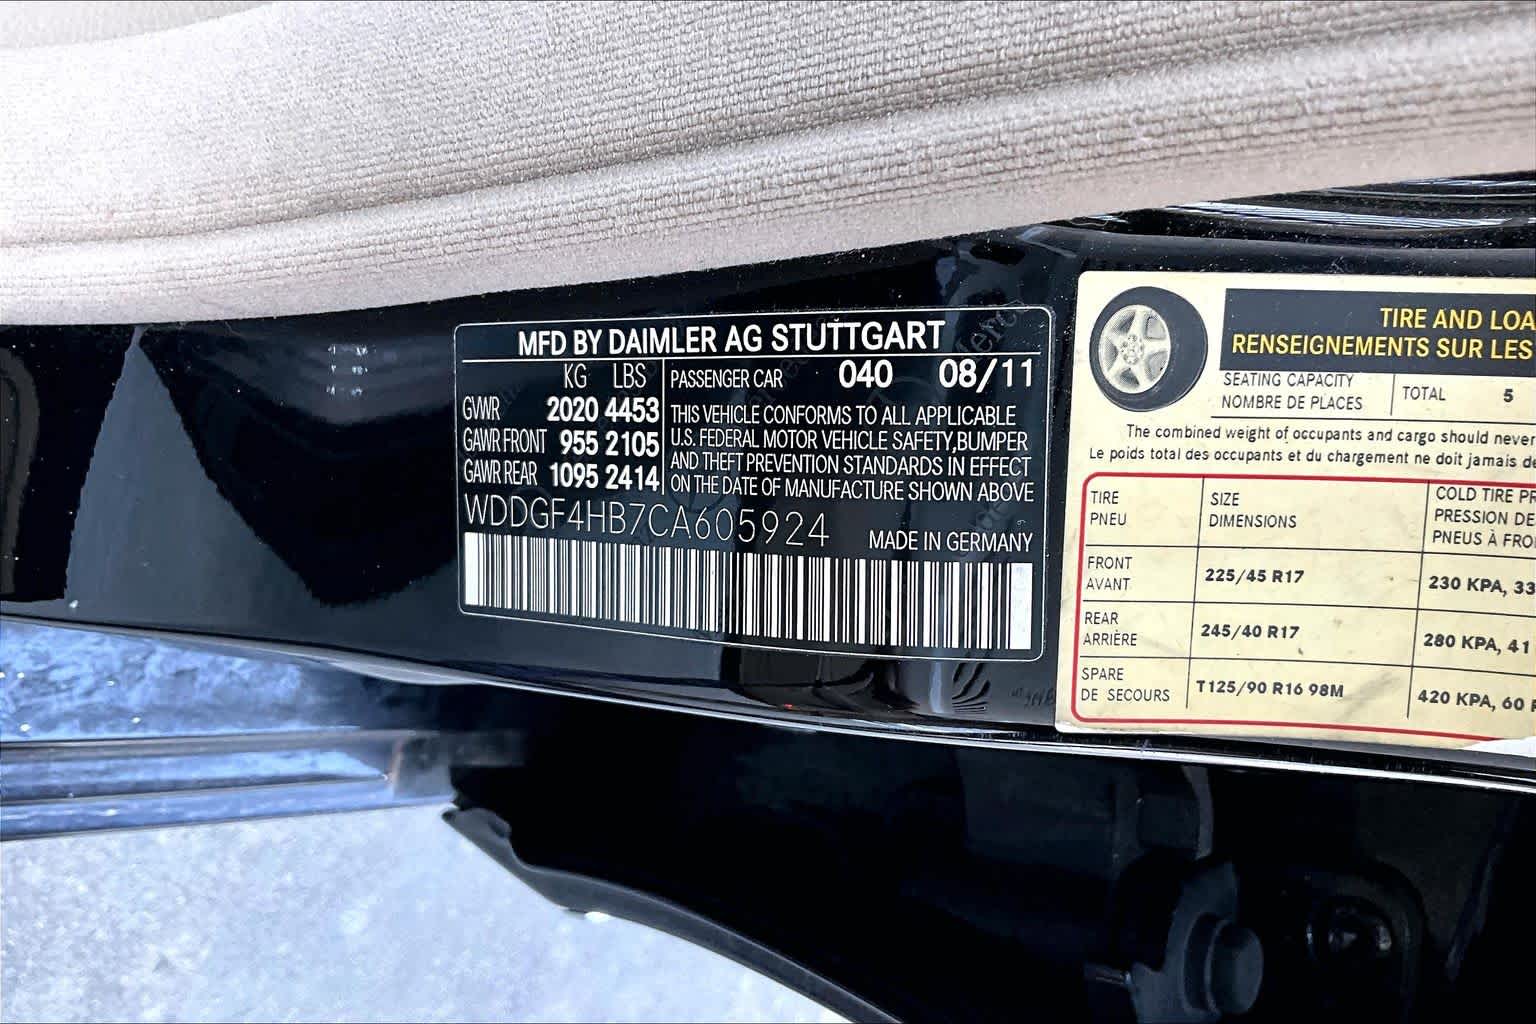 MFD BY DAIMLER AG STUTTGART
KG LBS
GVWR 2020 4453
GAWR FRONT 955 2105
GAWR REAR 1095 2414
PASSENGER CAR 040 08/11
THIS VEHICLE CONFORMS TO ALL APPLICABLE
U.S. FEDERAL MOTOR VEHICLE SAFETY,BUMPER
AND THEFT PREVENTION STANDARDS IN EFFECT
ON THE DATE OF MANUFACTURE SHOWN ABOVE
WDDGF4HB7CA605924
MADE IN GERMANY
TIRE AND LOA
RENSEIGNEMENTS SUR LES
SEATING CAPACITY
NOMBRE DE PLACES
TOTAL 5
The combined weight of occupants and cargo should never
Le poids total des occupants et du chargement ne doit jamais de
TIRE
PNEU
SIZE
DIMENSIONS
COLD TIRE PR
PRESSION DE
PNEUS À FRO
FRONT
AVANT
225/45 R17
230 KPA, 33
REAR
ARRIÈRE
245/40 R17
280 KPA, 41
SPARE
DE SECOURS
T125/90 R16 98M
420 KPA, 60